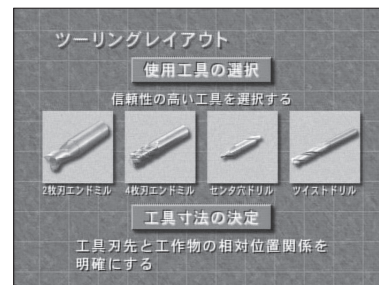 ツーリングレイアウト
使用工具の選択
信頼性の高い工具を選択する
2枚刃エンドミル 4枚刃エンドミル センタ穴ドリル ツイストドリル
工具寸法の決定
工具刃先と工作物の相対位置関係を
明確にする